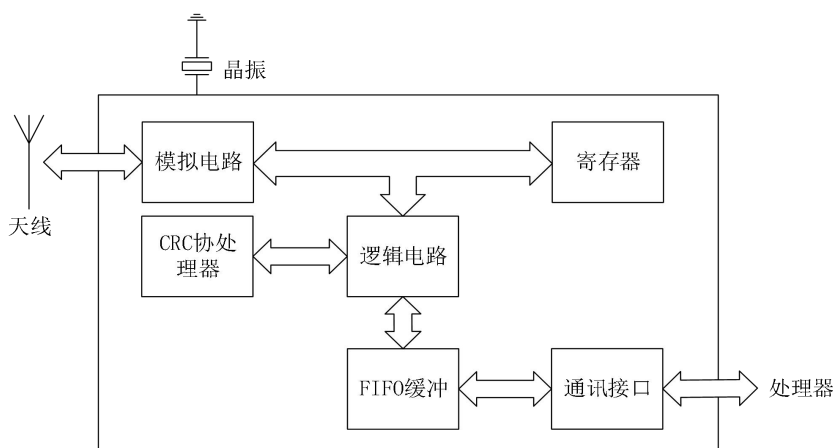 晶振
模拟电路
寄存器
天线
CRC协处
理器
逻辑电路
FIFO缓冲
通讯接口
处理器